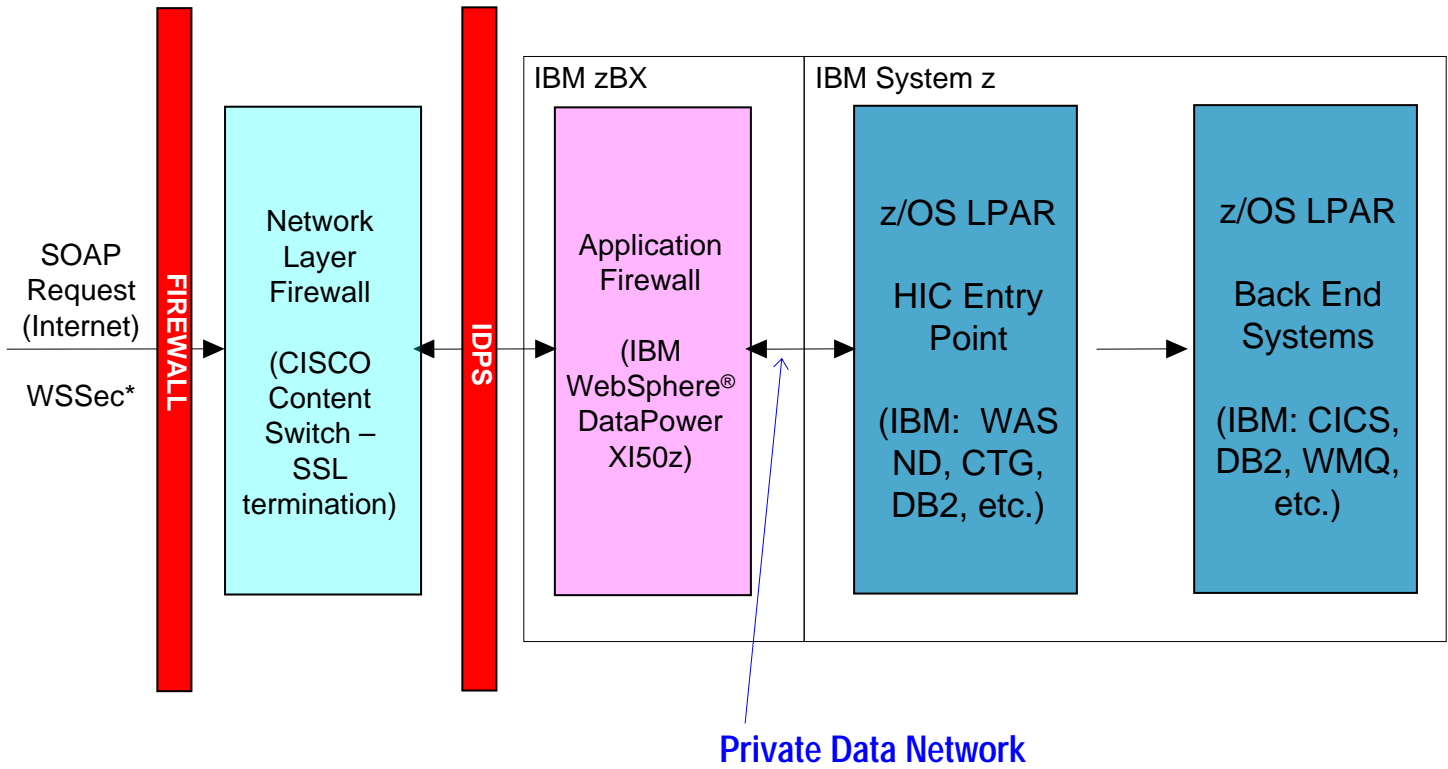 SOAP
Request
(Internet)
WSSec*
FIREWALL
Network
Layer
Firewall
(CISCO
Content
Switch –
SSL
termination)
IDPS
IBM zBX
Application
Firewall
(IBM
WebSphere®
DataPower
XI50z)
IBM System z
z/OS LPAR
HIC Entry
Point
(IBM: WAS
ND, CTG,
DB2, etc.)
z/OS LPAR
Back End
Systems
(IBM: CICS,
DB2, WMQ,
etc.)
Private Data Network